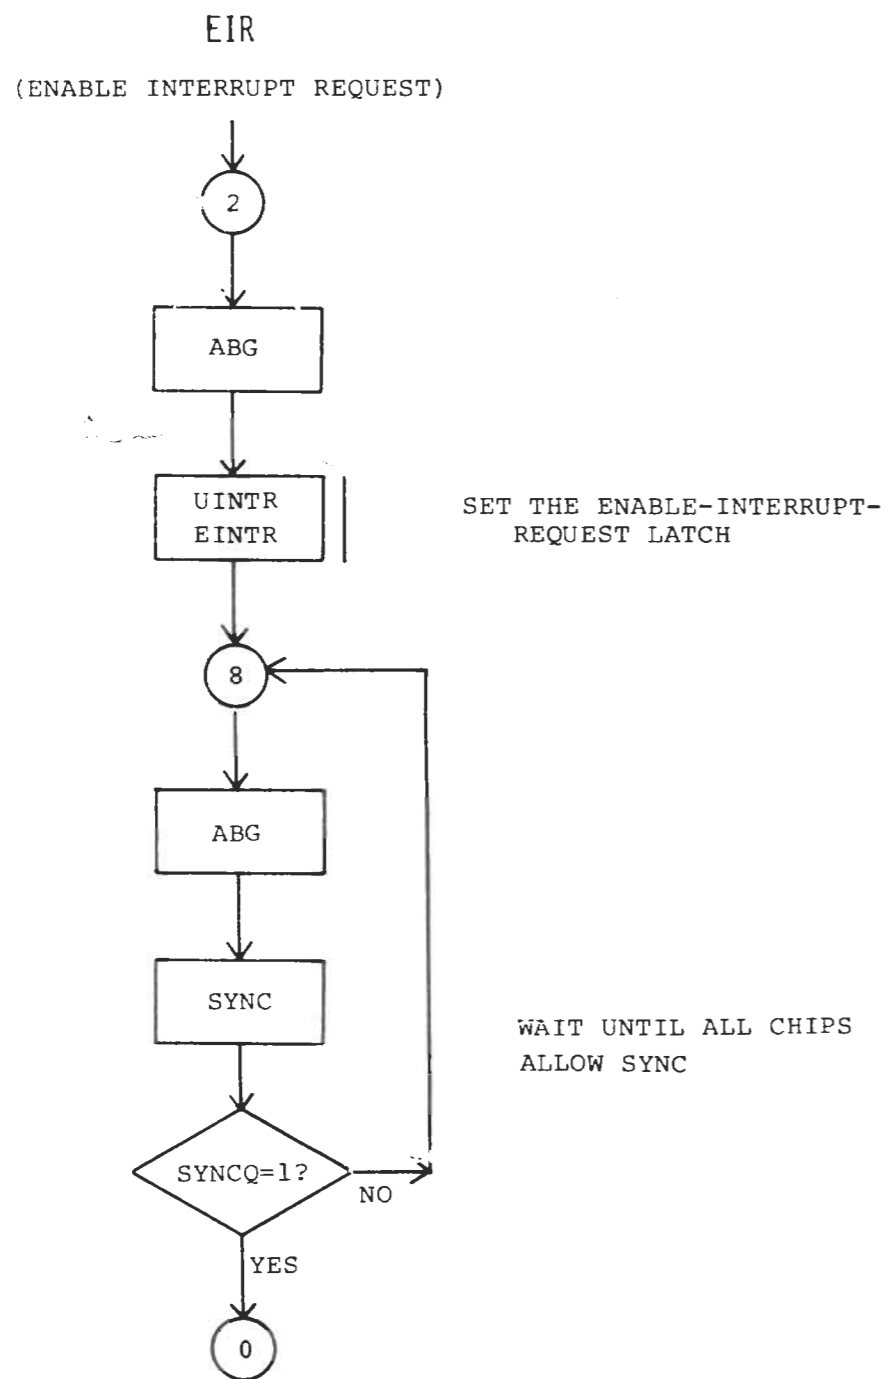 EIR
(ENABLE INTERRUPT REQUEST)
2
ABG
UINTR
EINTR
SET THE ENABLE-INTERRUPT-
REQUEST LATCH
8
ABG
SYNC
WAIT UNTIL ALL CHIPS
ALLOW SYNC
SYNCQ=1?
NO
YES
0